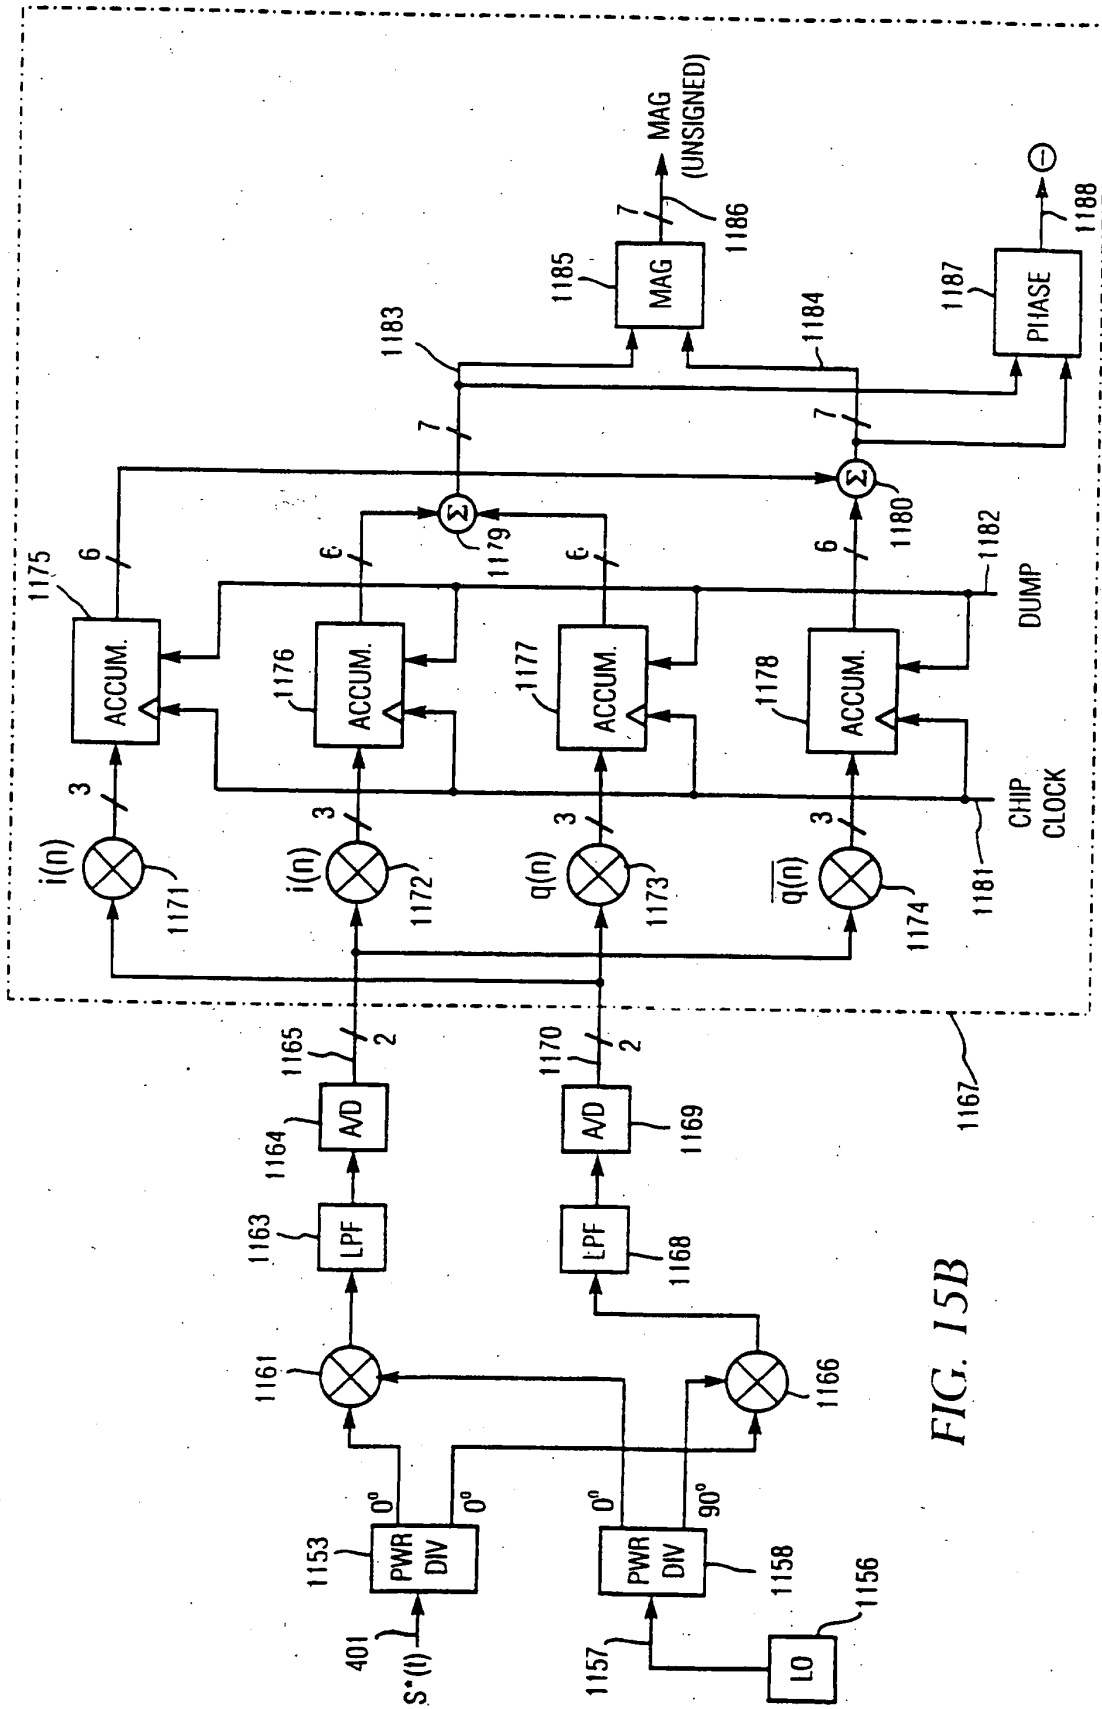 S*(t)
401
1153
PWR
DIV
0°
0°
LO
1156
1157
PWR
DIV
1158
0°
90°
1161
1166
1163
LPF
LPF
1168
1164
A/D
A/D
1169
1165
2
1170
2
1167
i(n)
1171
3
i(n)
1172
3
q(n)
1173
3
q(n)
1174
3
1175
ACCUM.
6
1176
ACCUM.
6
1177
ACCUM.
6
1178
ACCUM.
6
CHIP
CLOCK
1181
DUMP
1182
Σ
1179
Σ
1180
7
1183
7
1184
1185
MAG
7
1186
MAG
(UNSIGNED)
1187
PHASE
1188
Θ
FIG. 15B